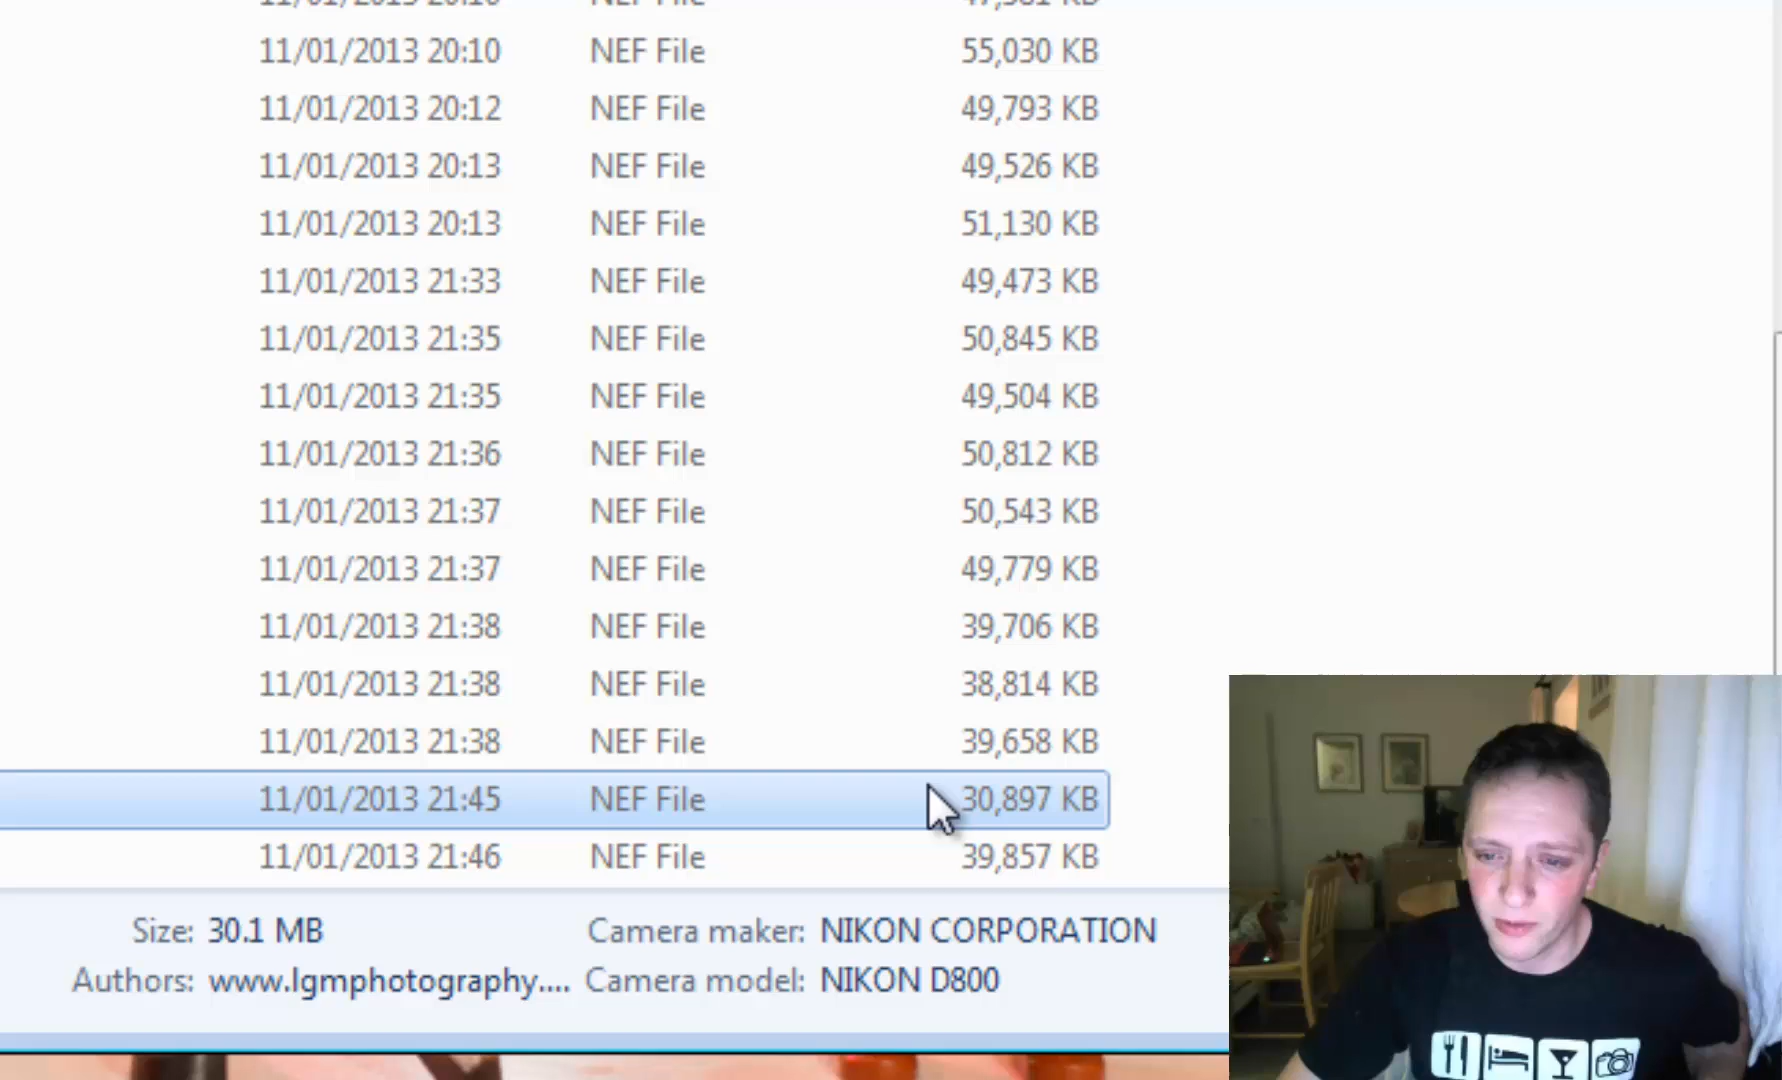 11/01/2013 20:10 NEF File 55,030 KB
11/01/2013 20:12 NEF File 49,793 KB
11/01/2013 20:13 NEF File 49,526 KB
11/01/2013 20:13 NEF File 51,130 KB
11/01/2013 21:33 NEF File 49,473 KB
11/01/2013 21:35 NEF File 50,845 KB
11/01/2013 21:35 NEF File 49,504 KB
11/01/2013 21:36 NEF File 50,812 KB
11/01/2013 21:37 NEF File 50,543 KB
11/01/2013 21:37 NEF File 49,779 KB
11/01/2013 21:38 NEF File 39,706 KB
11/01/2013 21:38 NEF File 38,814 KB
11/01/2013 21:38 NEF File 39,658 KB
11/01/2013 21:45 NEF File 30,897 KB
11/01/2013 21:46 NEF File 39,857 KB
Size: 30.1 MB Camera maker: NIKON CORPORATION
Authors: www.lgmphotography.... Camera model: NIKON D800